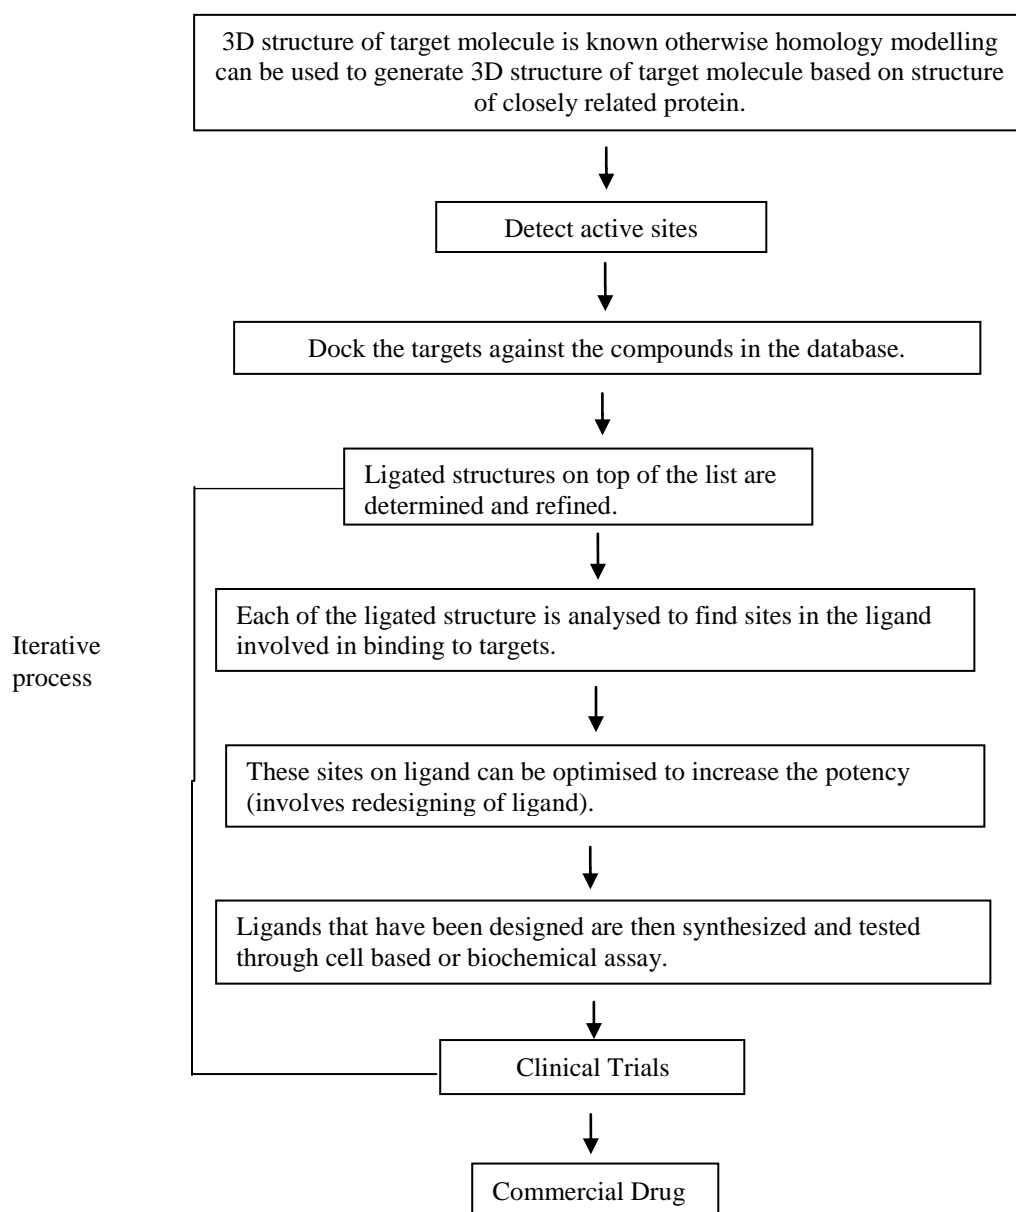 3D structure of target molecule is known otherwise homology modelling
can be used to generate 3D structure of target molecule based on structure
of closely related protein.
Detect active sites
Dock the targets against the compounds in the database.
Ligated structures on top of the list are
determined and refined.
Each of the ligated structure is analysed to find sites in the ligand
involved in binding to targets.
Iterative
process
These sites on ligand can be optimised to increase the potency
(involves redesigning of ligand).
Ligands that have been designed are then synthesized and tested
through cell based or biochemical assay.
Clinical Trials
Commercial Drug